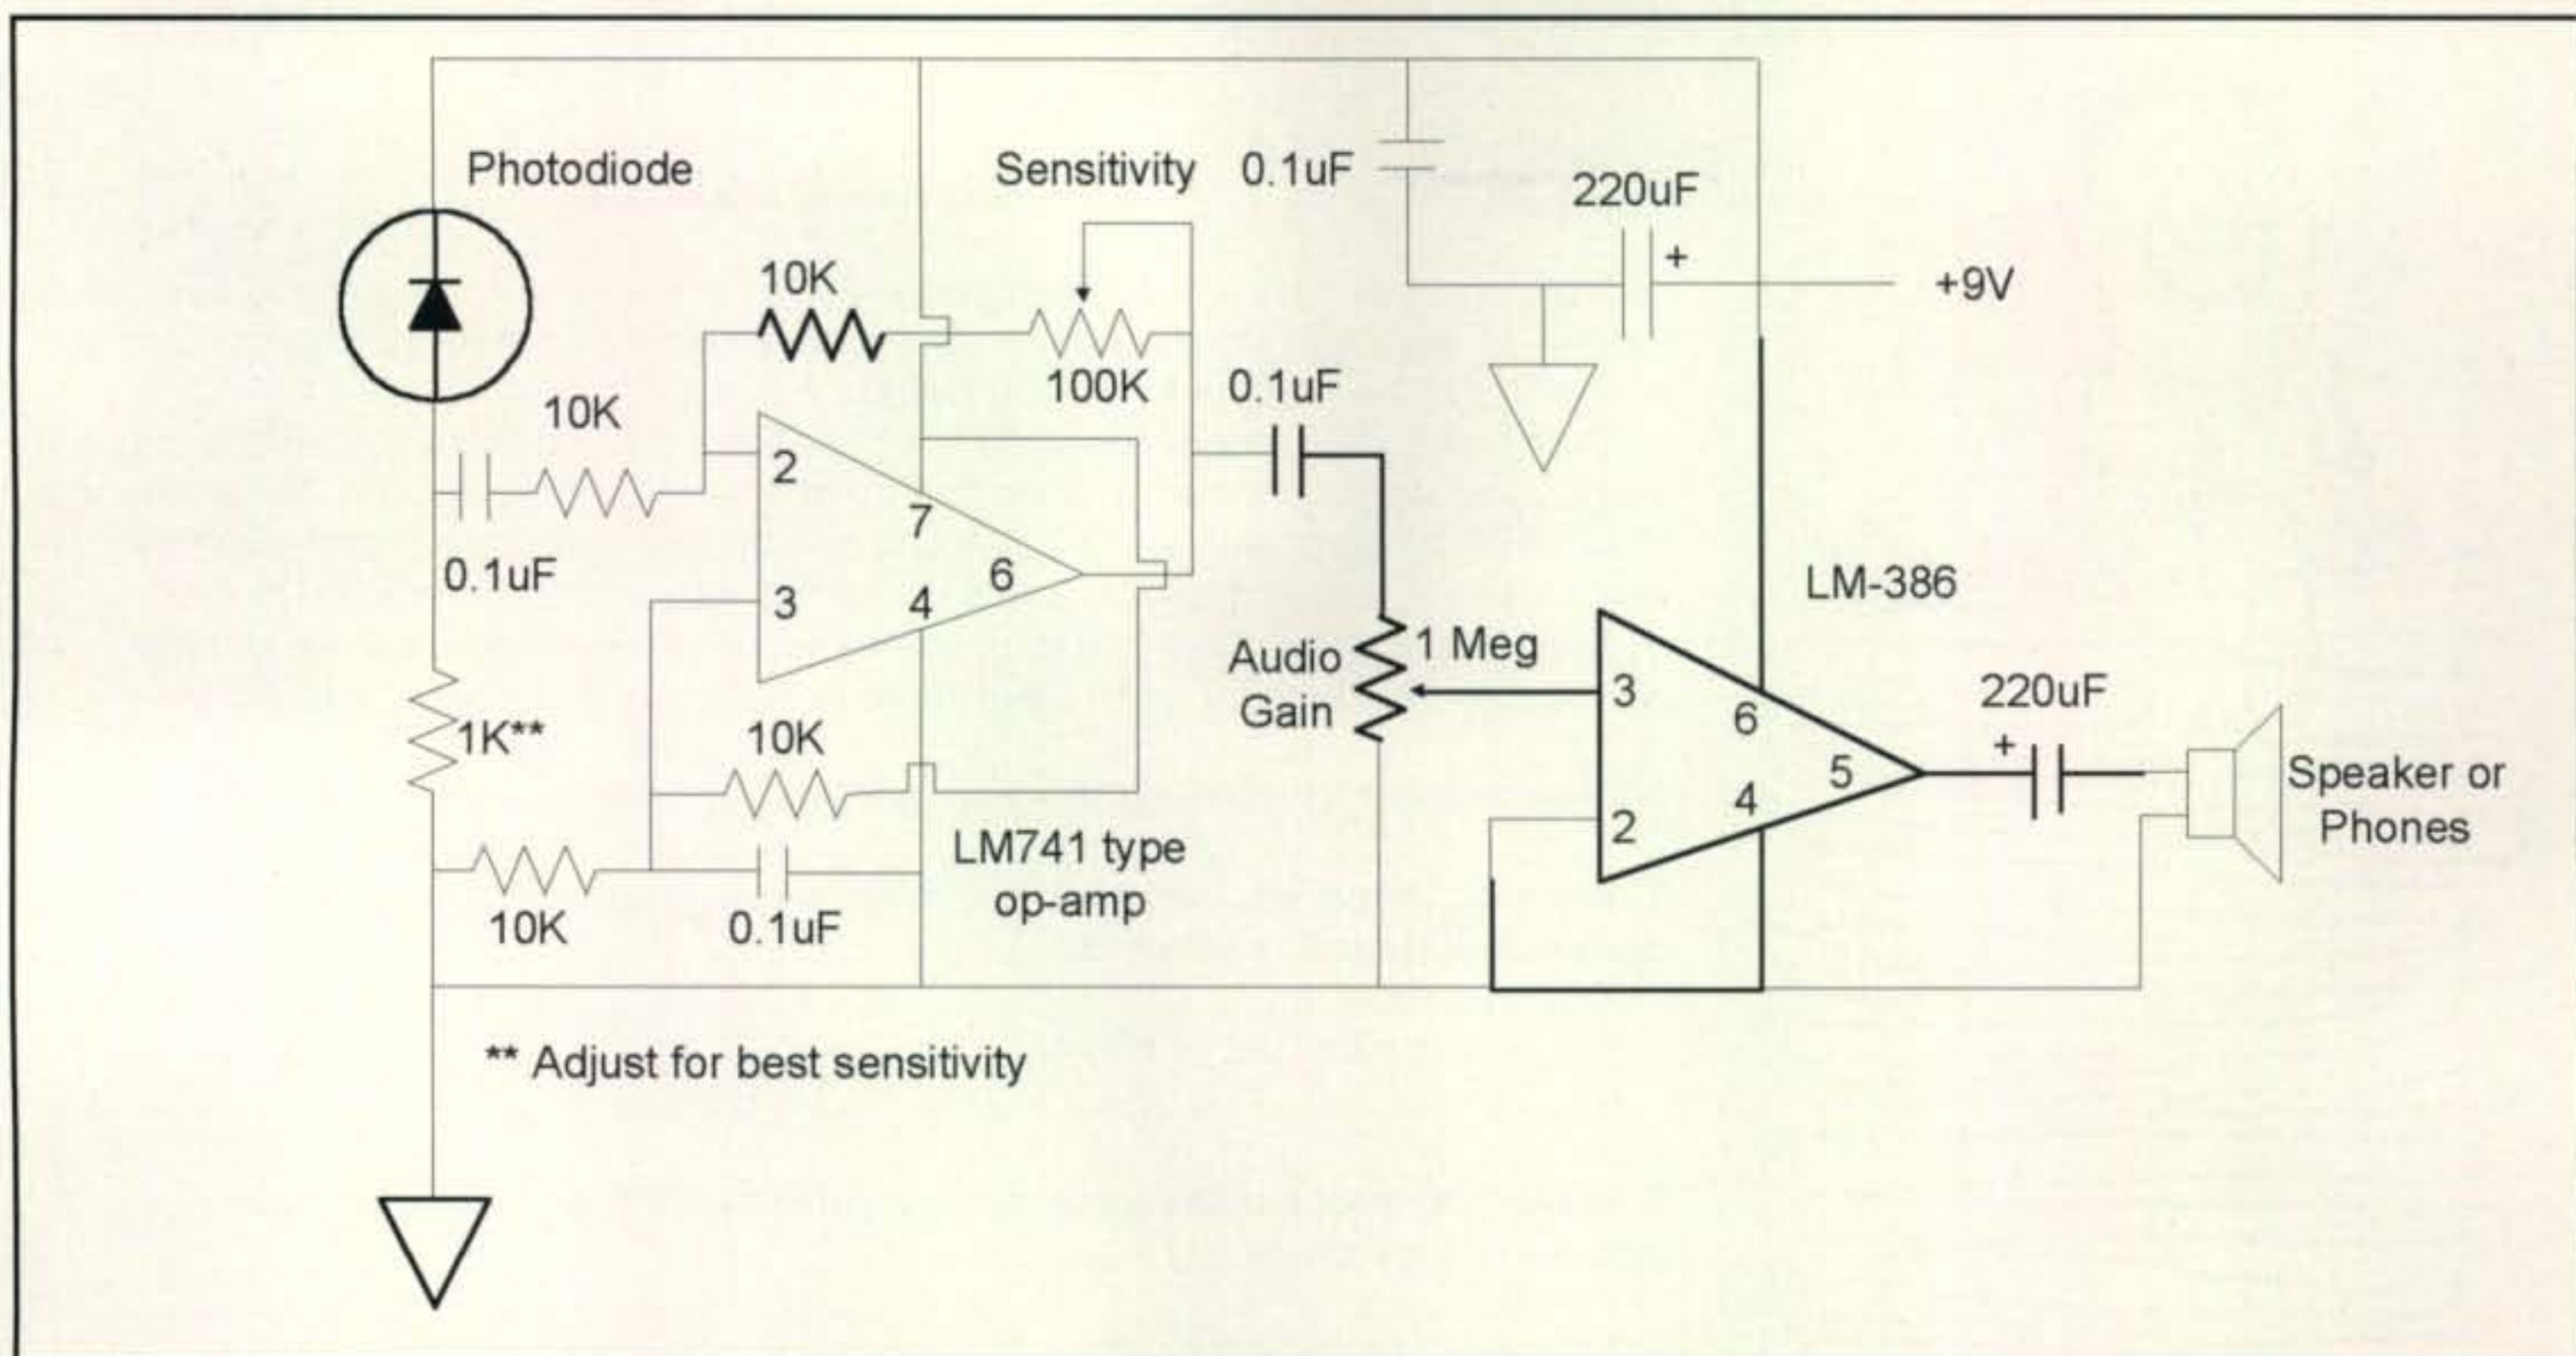 Photodiode
Sensitivity
0.1uF
220uF
+
+9V
10K
100K
0.1uF
10K
0.1uF
2
7
6
3
4
1K**
10K
10K
0.1uF
LM741 type
op-amp
Audio
Gain
1 Meg
LM-386
3
6
5
4
2
220uF
+
Speaker or
Phones
** Adjust for best sensitivity